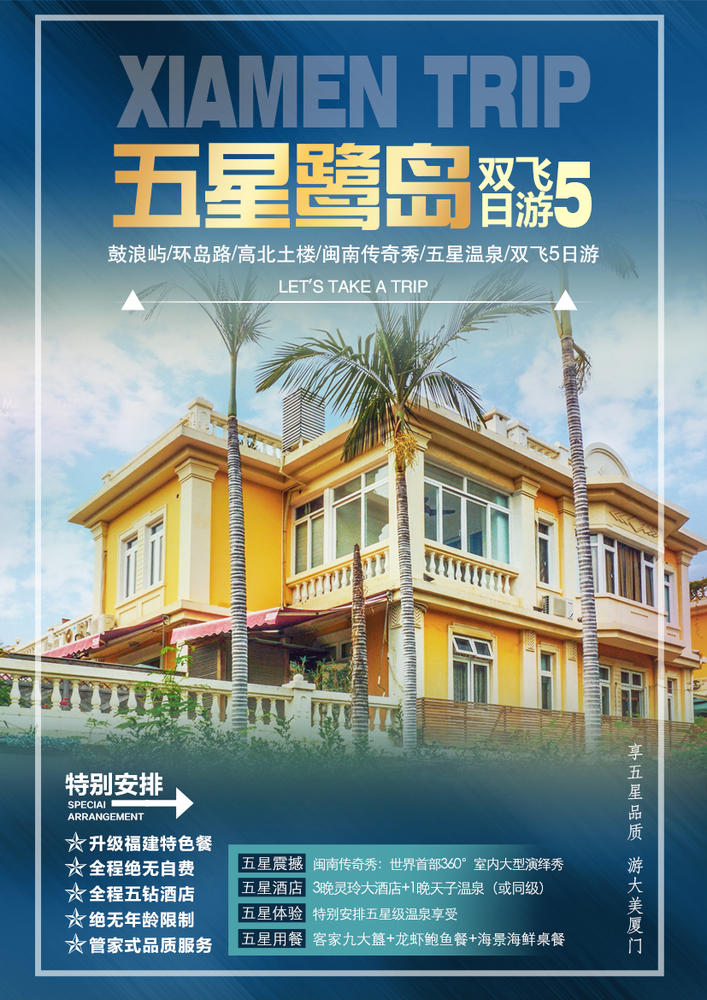 XIAMEN TRIP
五星鹭岛
双飞5
日游
鼓浪屿/环岛路/高北土楼/闽南传奇秀/五星温泉/双飞5日游
LET'S TAKE A TRIP
特别安排
SPECIAI
ARRANGEMENT
升级福建特色餐
全程绝无自费
全程五钻酒店
绝无年龄限制
管家式品质服务
五星震撼 闽南传奇秀：世界首部360°室内大型演绎秀
五星酒店 3晚灵玲大酒店+1晚天子温泉（或同级）
五星体验 特别安排五星级温泉享受
五星用餐 客家九大簋+龙虾鲍鱼餐+海景海鲜桌餐
享五星品质 游大美厦门